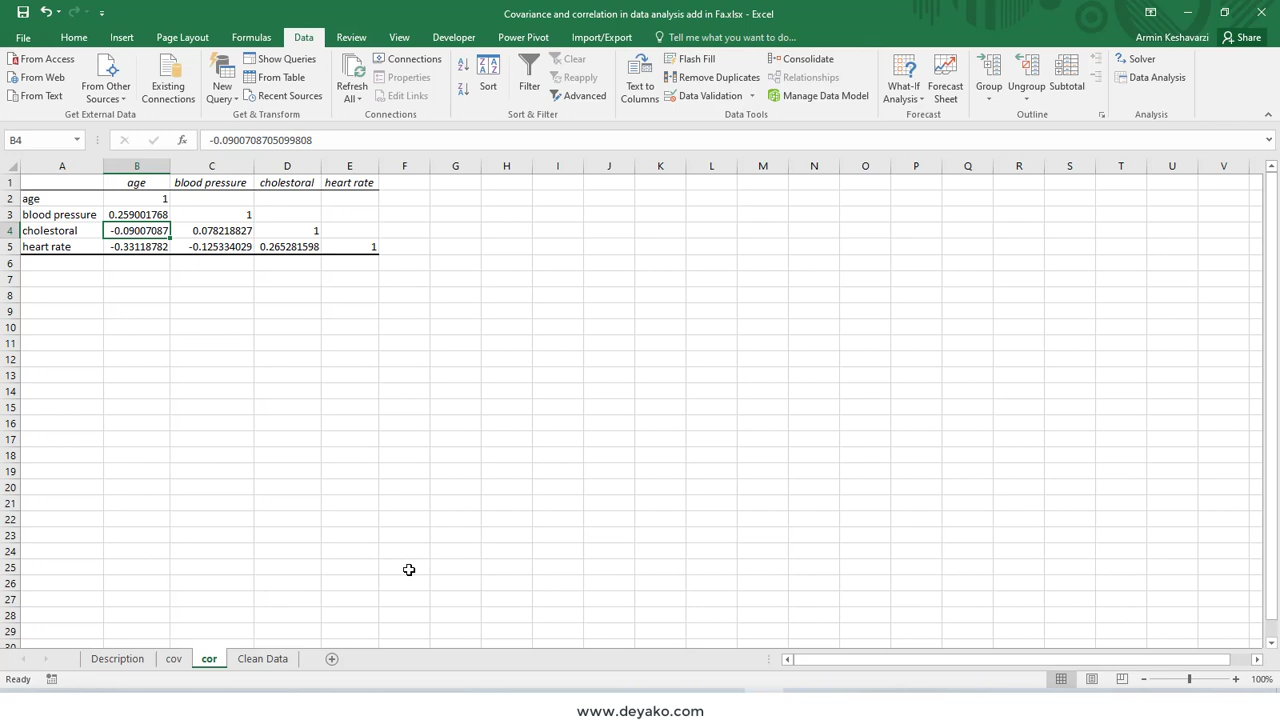 Covariance and correlation in data analysis add in Fa.xlsx - Excel
File Home Insert Page Layout Formulas Data Review View Developer Power Pivot Import/Export Tell me what you want to do... Armin Keshavarzi Share
From Access
From Web
From Text
From Other
Sources
Existing
Connections
Get External Data
New
Query
Show Queries
From Table
Recent Sources
Get & Transform
Refresh
All
Connections
Properties
Edit Links
Connections
Sort
Filter
Clear
Reapply
Advanced
Sort & Filter
Text to
Columns
Flash Fill
Remove Duplicates
Data Validation
Consolidate
Relationships
Manage Data Model
Data Tools
What-If
Analysis
Forecast
Sheet
Forecast
Group
Ungroup
Subtotal
Outline
Solver
Data Analysis
Analysis
B4 fx -0.0900708705099808
A B C D E F G H I J K L M N O P Q R S T U V
1 age blood pressure cholestoral heart rate
2 age 1
3 blood pressure 0.259001768 1
4 cholestoral -0.09007087 0.078218827 1
5 heart rate -0.33118782 -0.125334029 0.265281598 1
6
7
8
9
10
11
12
13
14
15
16
17
18
19
20
21
22
23
24
25
26
27
28
29
30
Description cov cor Clean Data
Ready 100%
www.deyako.com